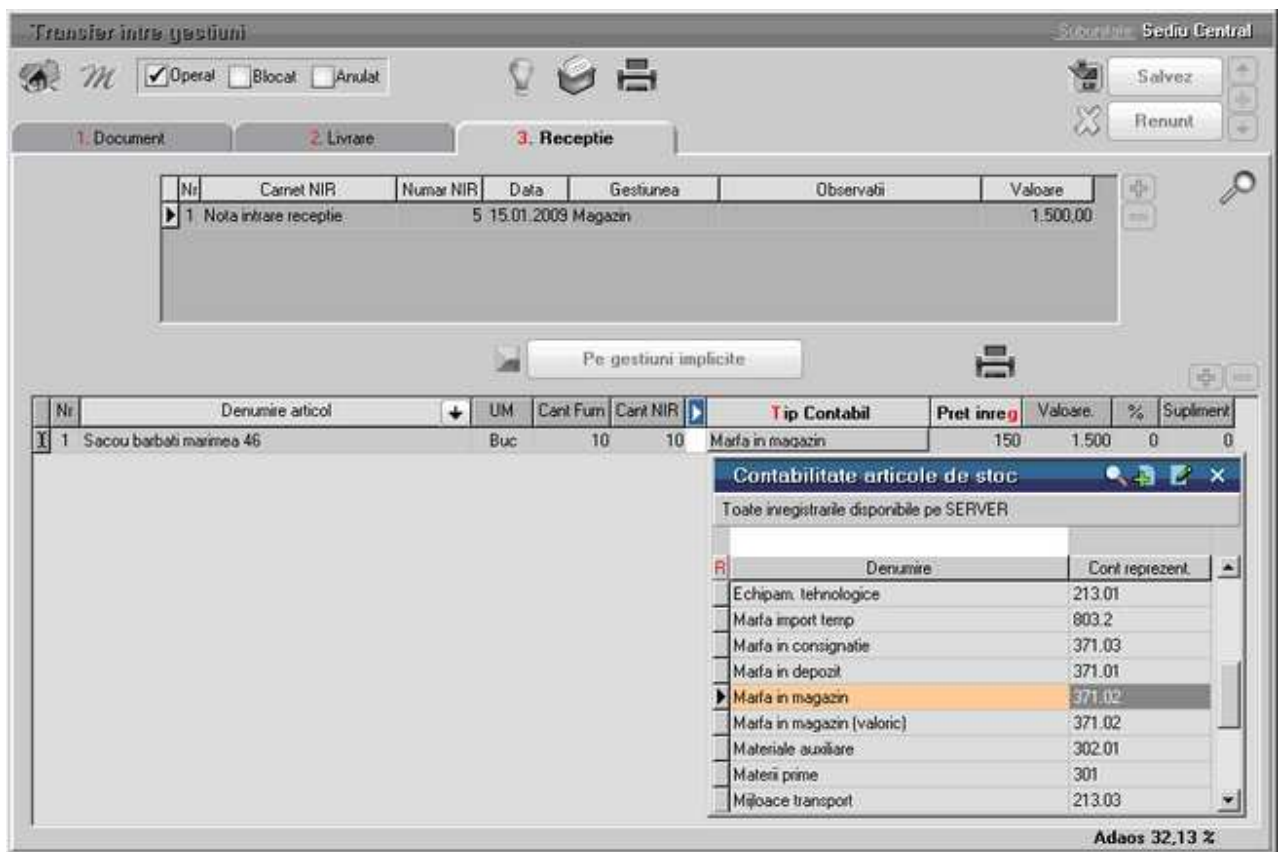 Transfer intre gestiuni Subunitate Sediu Central
Operat Blocat Anulat Salvez
Renunt
1. Document 2. Livrare 3. Receptie
Nr Carnet NIR Numar NIR Data Gestiunea Observatii Valoare
1 Nota intrare receptie 5 15.01.2009 Magazin 1.500,00
Pe gestiuni implicite
Nr Denumire articol UM Cant Furn Cant NIR Tip Contabil Pret inreg Valoare. % Supliment
1 Sacou barbati marimea 46 Buc 10 10 Marfa in magazin 150 1.500 0 0
Contabilitate articole de stoc
Toate inregistrarile disponibile pe SERVER
R Denumire Cont reprezent.
Echipam. tehnologice 213.01
Marfa import temp 803.2
Marfa in consignatie 371.03
Marfa in depozit 371.01
Marfa in magazin 371.02
Marfa in magazin (valoric) 371.02
Materiale auxiliare 302.01
Materii prime 301
Mijloace transport 213.03
Adaos 32,13 %